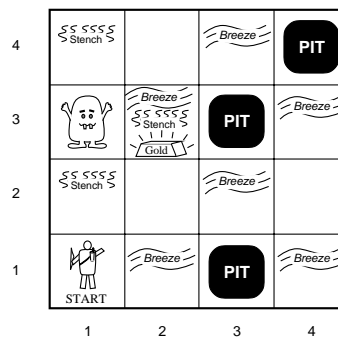 4
Stench
Breeze
PIT
3
Breeze
Stench
Gold
PIT
Breeze
2
Stench
Breeze
1
START
Breeze
PIT
Breeze
1 2 3 4